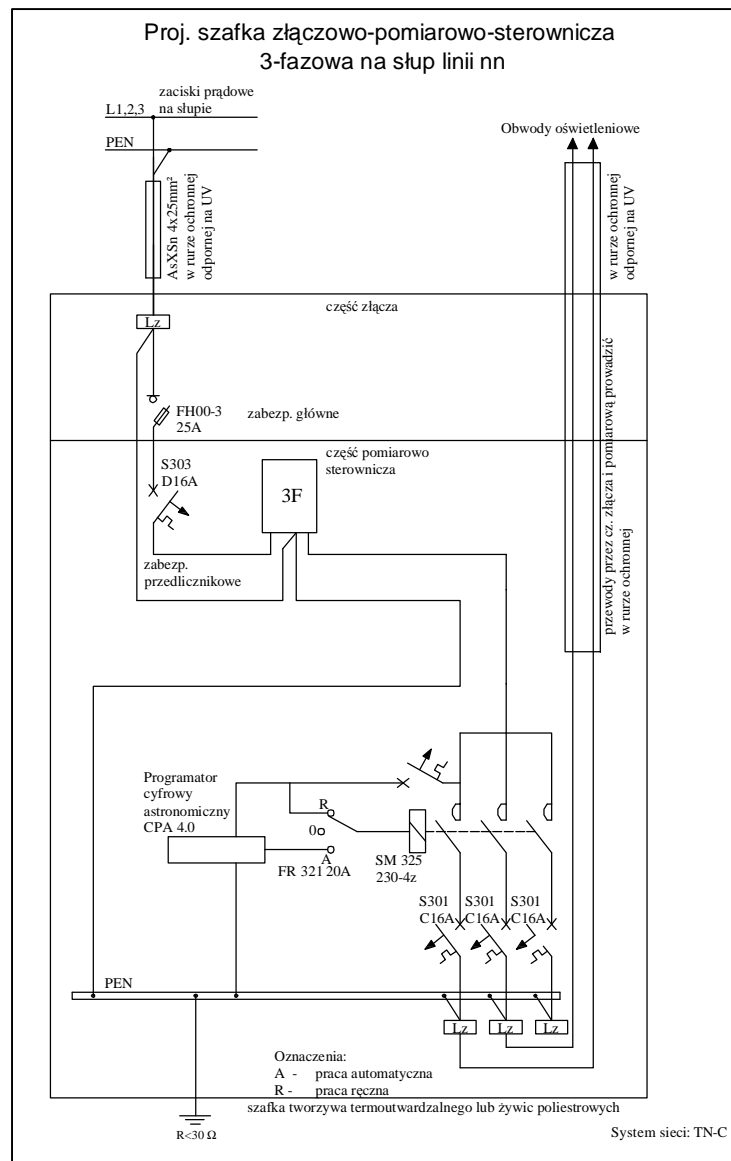 Proj. szafka złączowo-pomiarowo-sterownicza
3-fazowa na słup linii nn
zaciski prądowe
na słupie
L1,2,3
PEN
Obwody oświetleniowe
AsXSn 4x25mm²
w rurze ochronnej
odpornej na UV
w rurze ochronnej
odpornej na UV
część złącza
Lz
FH00-3
25A
zabezp. główne
część pomiarowo
sterownicza
S303
D16A
3F
zabezp.
przedlicznikowe
przewody przez cz. złącza i pomiarową prowadzić
w rurze ochronnej
Programator
cyfrowy
astronomiczny
CPA 4.0
R
0
A
FR 321 20A
SM 325
230-4z
S301
C16A
S301
C16A
S301
C16A
PEN
Lz
Lz
Lz
Oznaczenia:
A - praca automatyczna
R - praca ręczna
szafka tworzywa termoutwardzalnego lub żywic poliestrowych
R<30 Ω
System sieci: TN-C